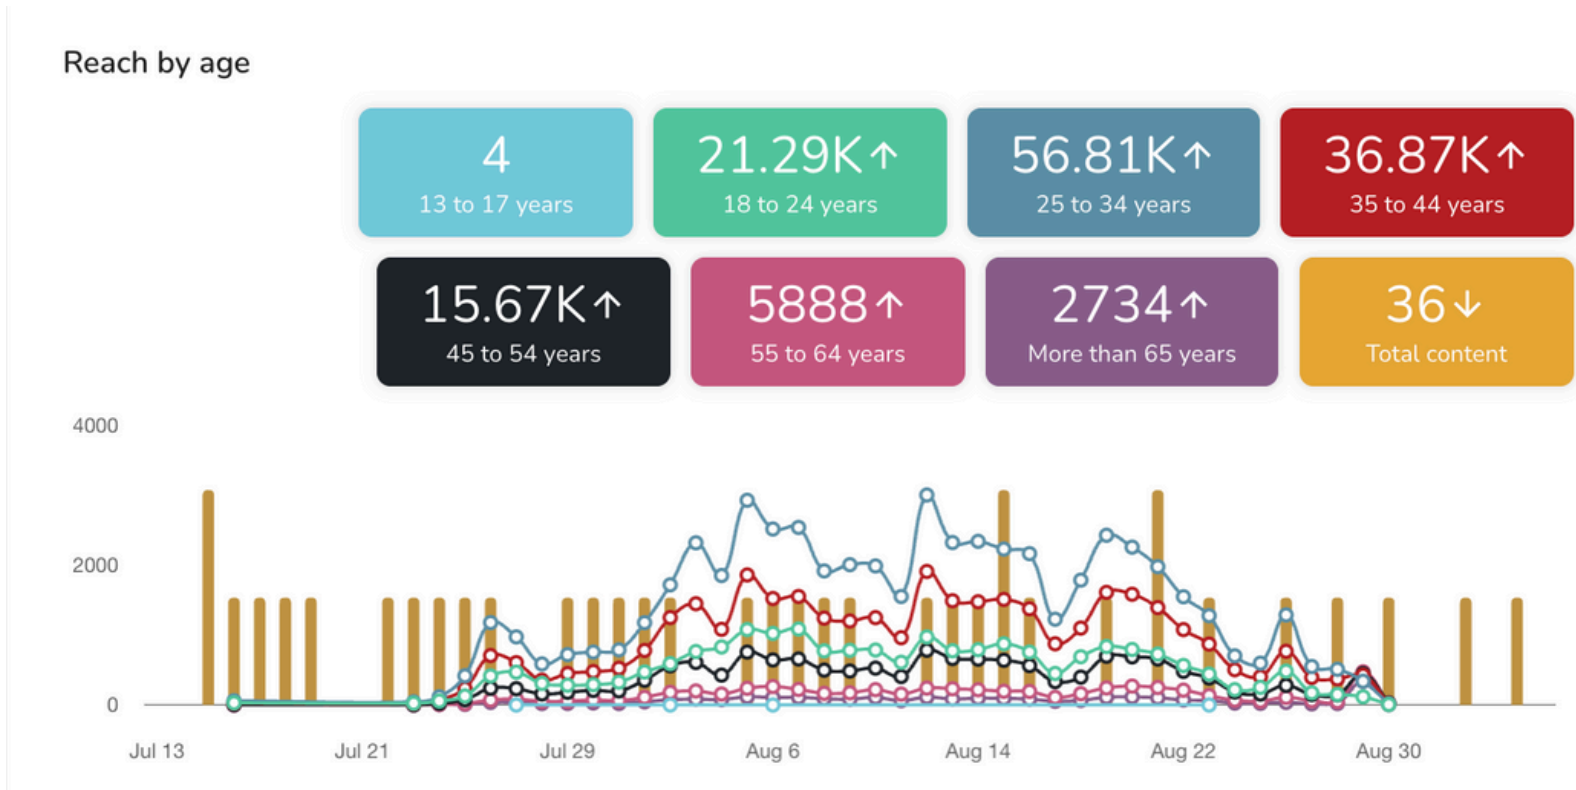 Reach by age
4
13 to 17 years
21.29K↑
18 to 24 years
56.81K↑
25 to 34 years
36.87K↑
35 to 44 years
15.67K↑
45 to 54 years
5888↑
55 to 64 years
2734↑
More than 65 years
36↓
Total content
4000
2000
0
Jul 13 Jul 21 Jul 29 Aug 6 Aug 14 Aug 22 Aug 30